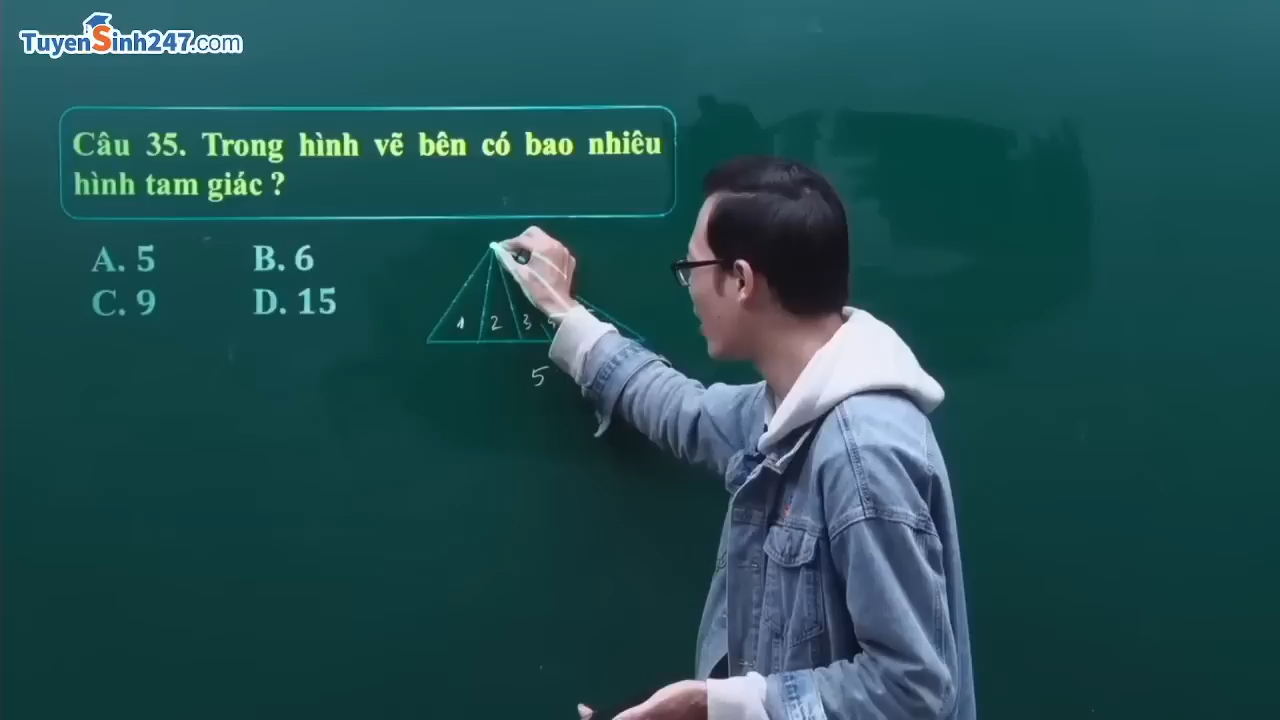 TuyenSinh247.com
Câu 35. Trong hình vẽ bên có bao nhiêu
hình tam giác ?
A. 5 B. 6
C. 9 D. 15
1 2 3
5